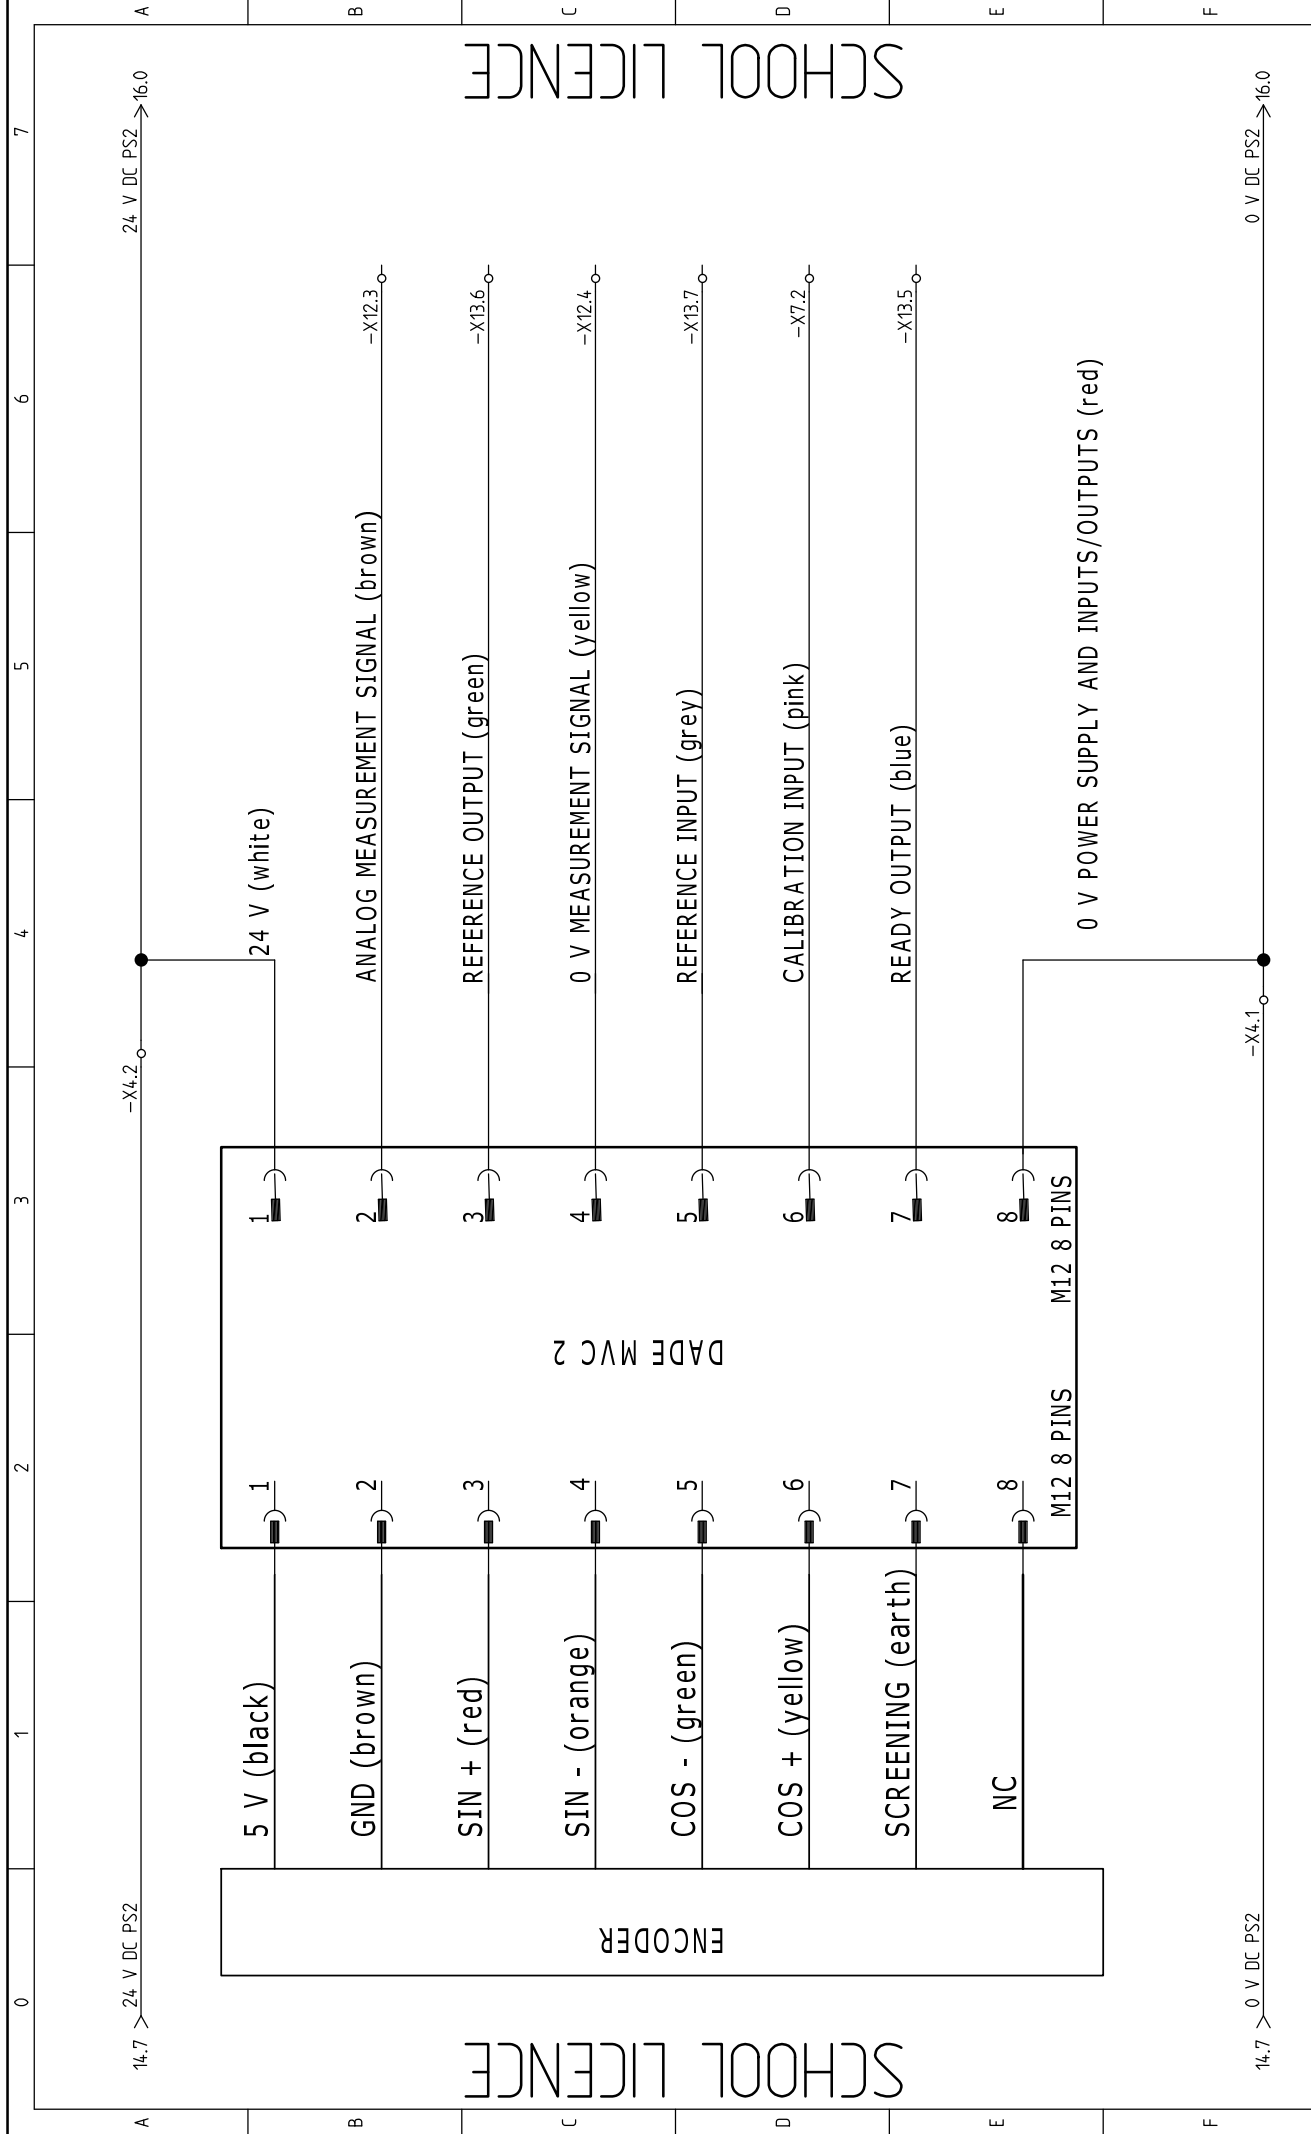 0 1 2 3 4 5 6 7
A A
14.7 24 V DC PS2 -X4.2 24 V DC PS2 16.0
5 V (black) 1 1 24 V (white)
B B
GND (brown) 2 2 ANALOG MEASUREMENT SIGNAL (brown) -X12.3
SIN + (red) 3 3 REFERENCE OUTPUT (green) -X13.6
C C
SIN - (orange) 4 4 0 V MEASUREMENT SIGNAL (yellow) -X12.4
SCHOOL LICENCE
ENCODER
DADE MVC 2
SCHOOL LICENCE
COS - (green) 5 5 REFERENCE INPUT (grey) -X13.7
D D
COS + (yellow) 6 6 CALIBRATION INPUT (pink) -X7.2
SCREENING (earth) 7 7 READY OUTPUT (blue) -X13.5
E E
NC 8 8
M12 8 PINS M12 8 PINS
0 V POWER SUPPLY AND INPUTS/OUTPUTS (red)
F F
14.7 0 V DC PS2 -X4.1 0 V DC PS2 16.0